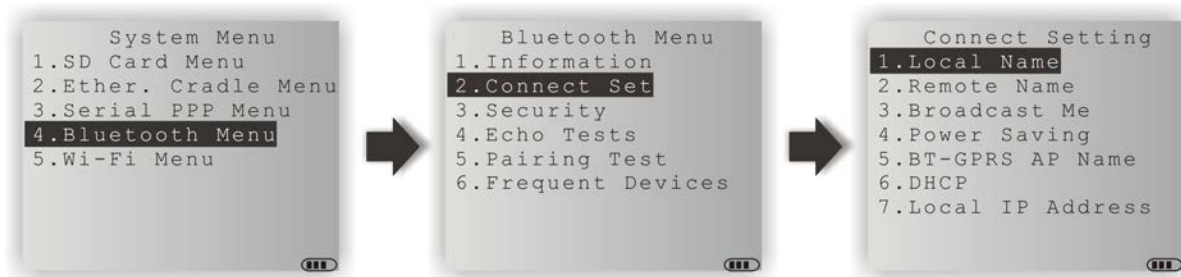 System Menu
1.SD Card Menu
2.Ether. Cradle Menu
3.Serial PPP Menu
4.Bluetooth Menu
5.Wi-Fi Menu
Bluetooth Menu
1.Information
2.Connect Set
3.Security
4.Echo Tests
5.Pairing Test
6.Frequent Devices
Connect Setting
1.Local Name
2.Remote Name
3.Broadcast Me
4.Power Saving
5.BT-GPRS AP Name
6.DHCP
7.Local IP Address